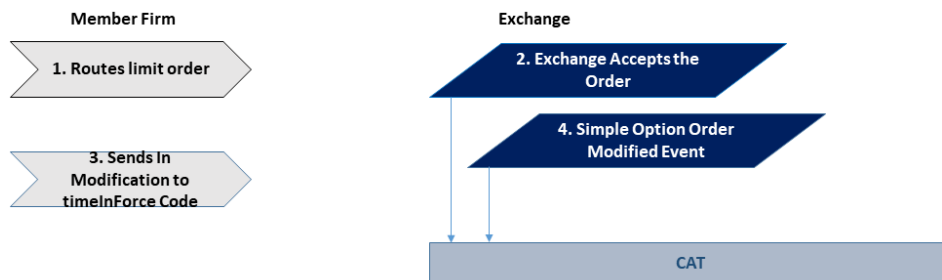 Member Firm
Exchange
1. Routes limit order
2. Exchange Accepts the
Order
3. Sends In
Modification to
timeInForce Code
4. Simple Option Order
Modified Event
CAT